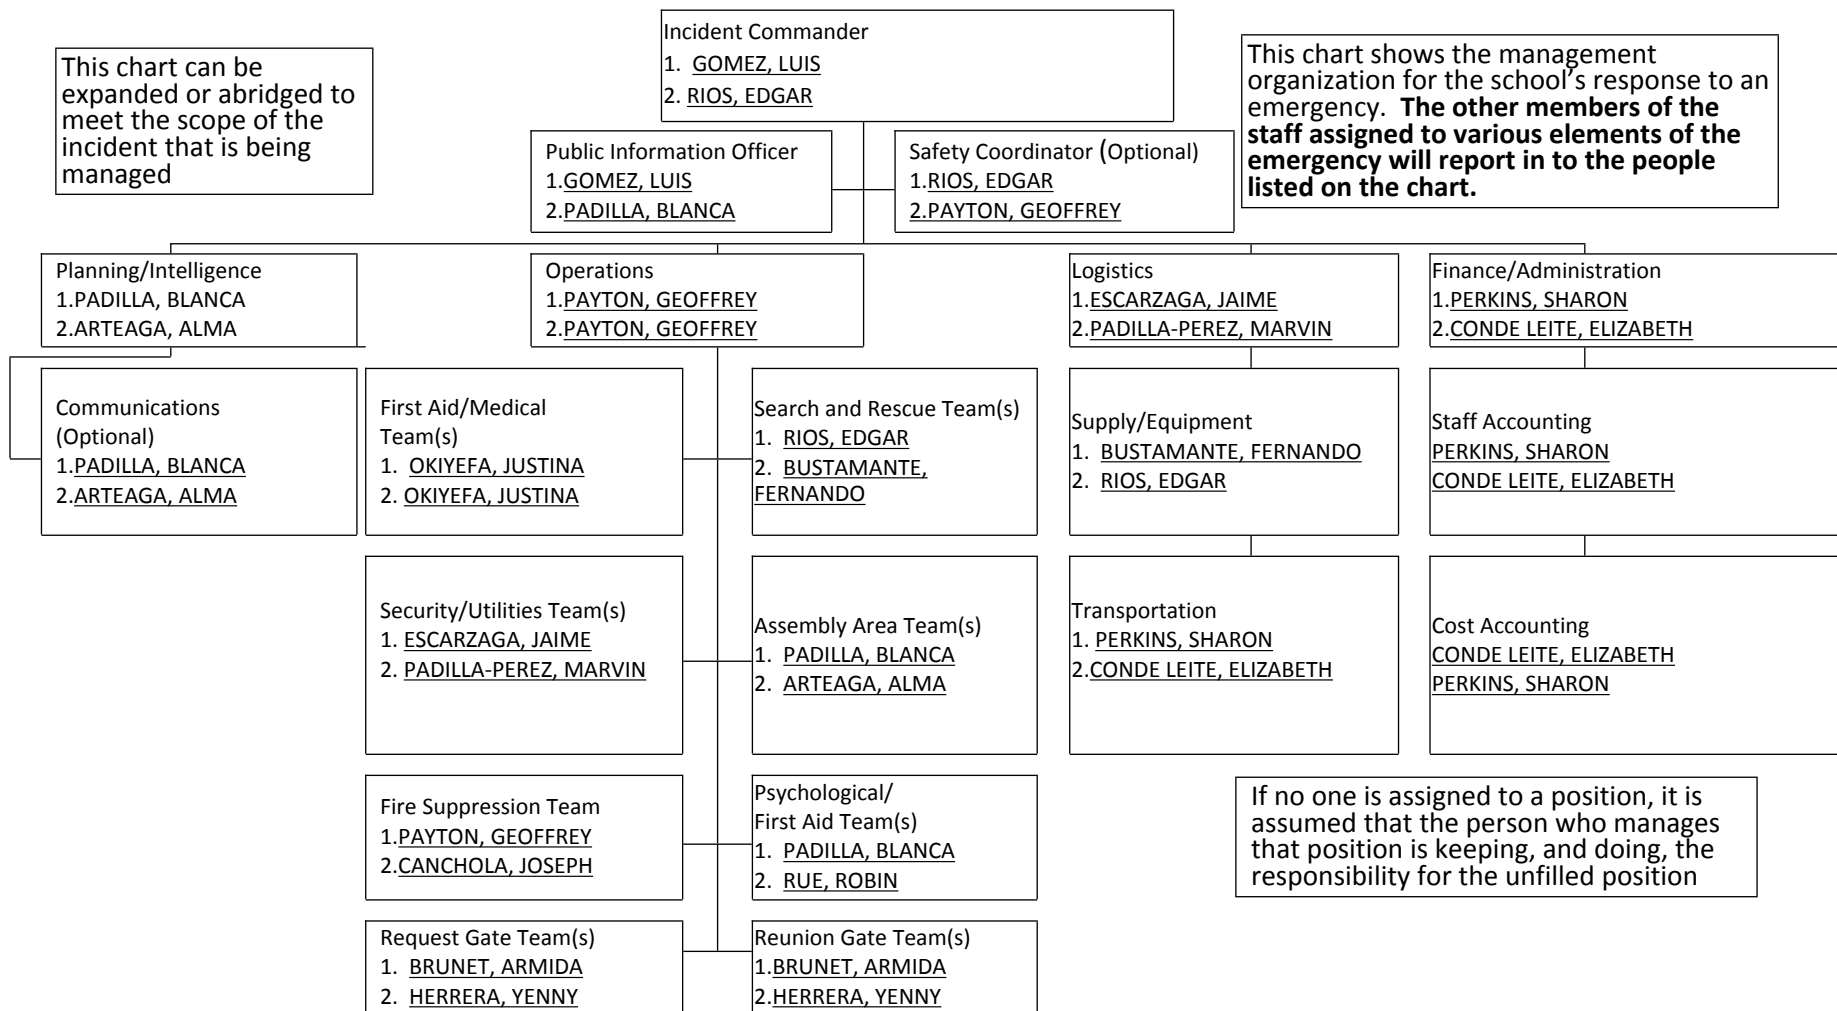 Incident Commander
1. GOMEZ, LUIS
2. RIOS, EDGAR
This chart can be
expanded or abridged to
meet the scope of the
incident that is being
managed
This chart shows the management
organization for the school’s response to an
emergency. The other members of the
staff assigned to various elements of the
emergency will report in to the people
listed on the chart.
Public Information Officer
1.GOMEZ, LUIS
2.PADILLA, BLANCA
Safety Coordinator (Optional)
1.RIOS, EDGAR
2.PAYTON, GEOFFREY
Planning/Intelligence
1.PADILLA, BLANCA
2.ARTEAGA, ALMA
Operations
1.PAYTON, GEOFFREY
2.PAYTON, GEOFFREY
Logistics
1.ESCARZAGA, JAIME
2.PADILLA-PEREZ, MARVIN
Finance/Administration
1.PERKINS, SHARON
2.CONDE LEITE, ELIZABETH
Communications
(Optional)
1.PADILLA, BLANCA
2.ARTEAGA, ALMA
First Aid/Medical
Team(s)
1. OKIYEFA, JUSTINA
2. OKIYEFA, JUSTINA
Search and Rescue Team(s)
1. RIOS, EDGAR
2. BUSTAMANTE,
FERNANDO
Supply/Equipment
1. BUSTAMANTE, FERNANDO
2. RIOS, EDGAR
Staff Accounting
PERKINS, SHARON
CONDE LEITE, ELIZABETH
Security/Utilities Team(s)
1. ESCARZAGA, JAIME
2. PADILLA-PEREZ, MARVIN
Assembly Area Team(s)
1. PADILLA, BLANCA
2. ARTEAGA, ALMA
Transportation
1. PERKINS, SHARON
2.CONDE LEITE, ELIZABETH
Cost Accounting
CONDE LEITE, ELIZABETH
PERKINS, SHARON
Fire Suppression Team
1.PAYTON, GEOFFREY
2.CANCHOLA, JOSEPH
Psychological/
First Aid Team(s)
1. PADILLA, BLANCA
2. RUE, ROBIN
If no one is assigned to a position, it is
assumed that the person who manages
that position is keeping, and doing, the
responsibility for the unfilled position
Request Gate Team(s)
1. BRUNET, ARMIDA
2. HERRERA, YENNY
Reunion Gate Team(s)
1.BRUNET, ARMIDA
2.HERRERA, YENNY